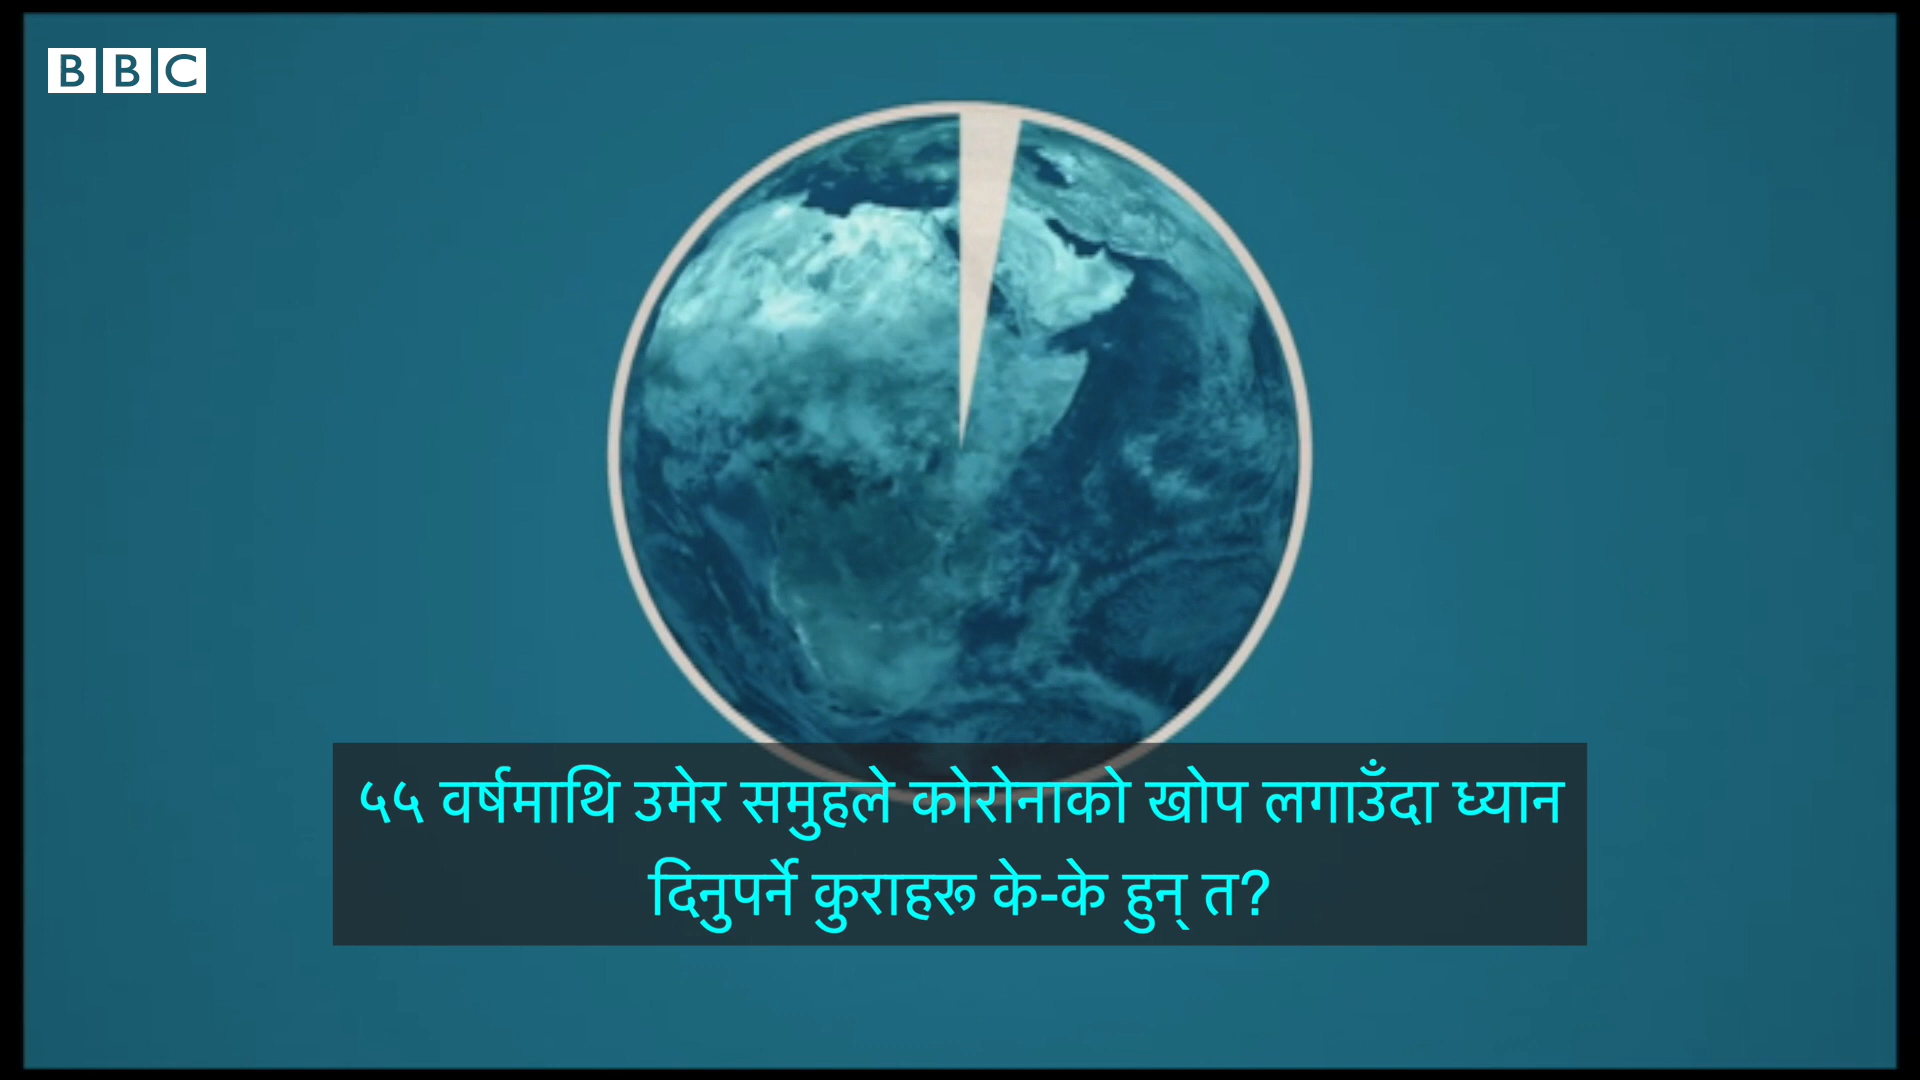 BBC
५५ वर्षमाथि उमेर समुहले कोरोनाको खोप लगाउँदा ध्यान
दिनुपर्ने कुराहरू के-के हुन् त?